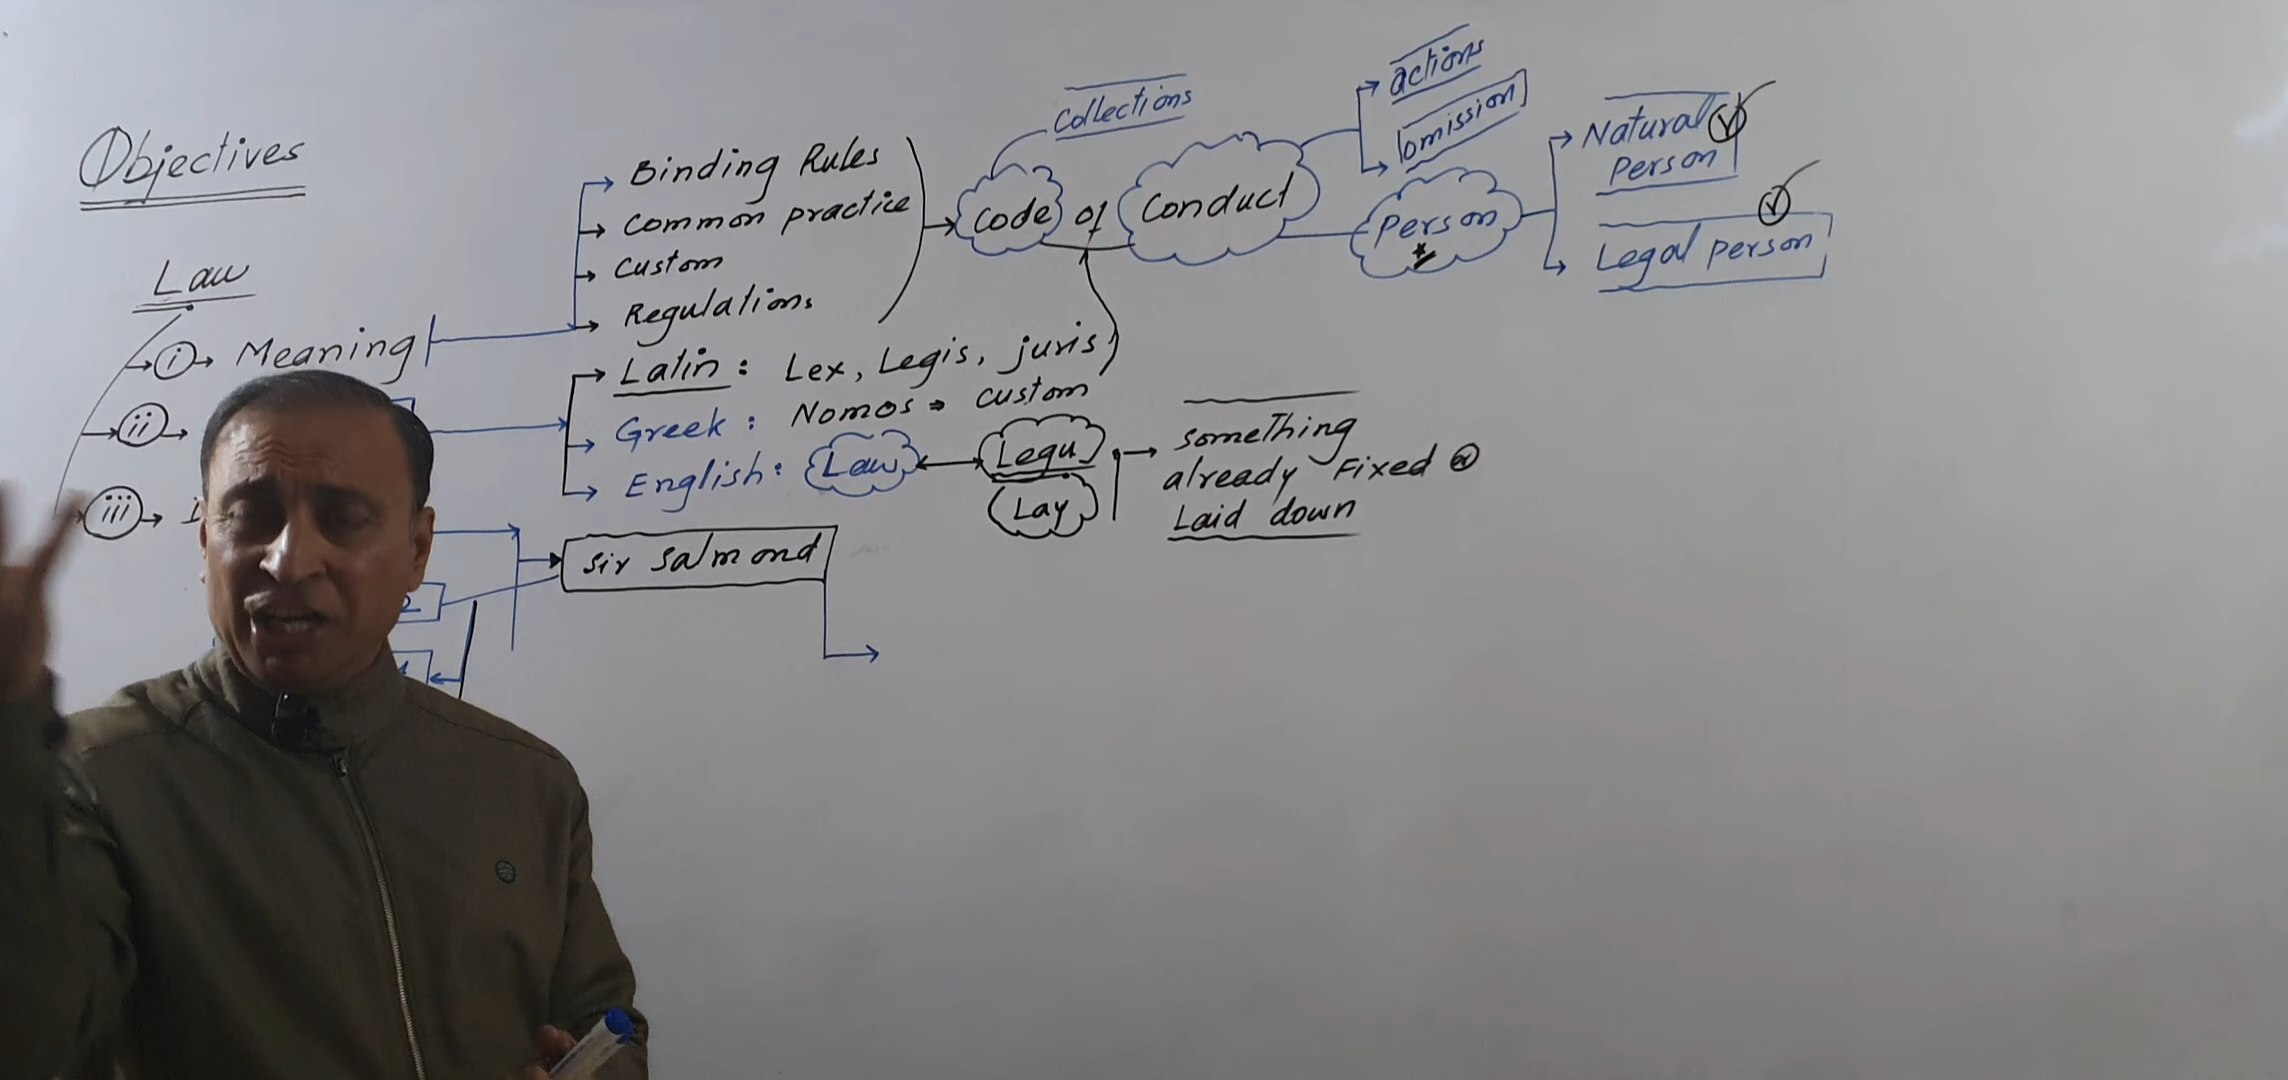 Objectives
Law
i → Meaning
ii →
iii →
Binding Rules
Common practice
Custom
Regulations
Code of Conduct
Collections
actions
omission
Person
*
Natural
Person
Legal person
Latin: Lex, Legis, juris
Greek: Nomos → custom
English: Law
Legu
Lay
something
already Fixed or
Laid down
Sir Salmond